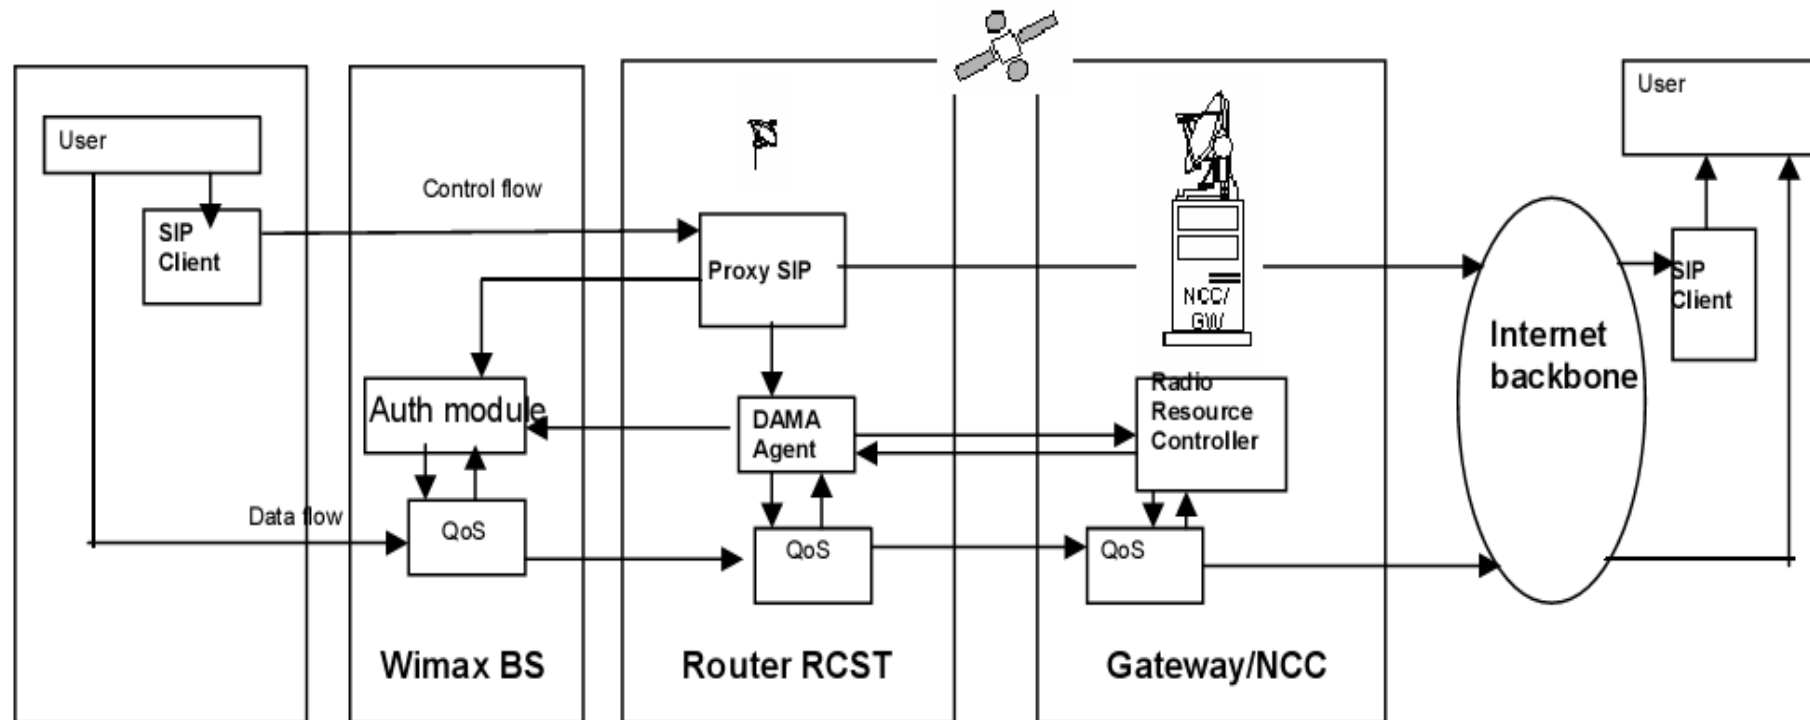 User
SIP
Client
Control flow
Data flow
Auth module
QoS
Wimax BS
Proxy SIP
DAMA
Agent
QoS
Router RCST
NCC/
GW
Radio
Resource
Controller
QoS
Gateway/NCC
Internet
backbone
User
SIP
Client